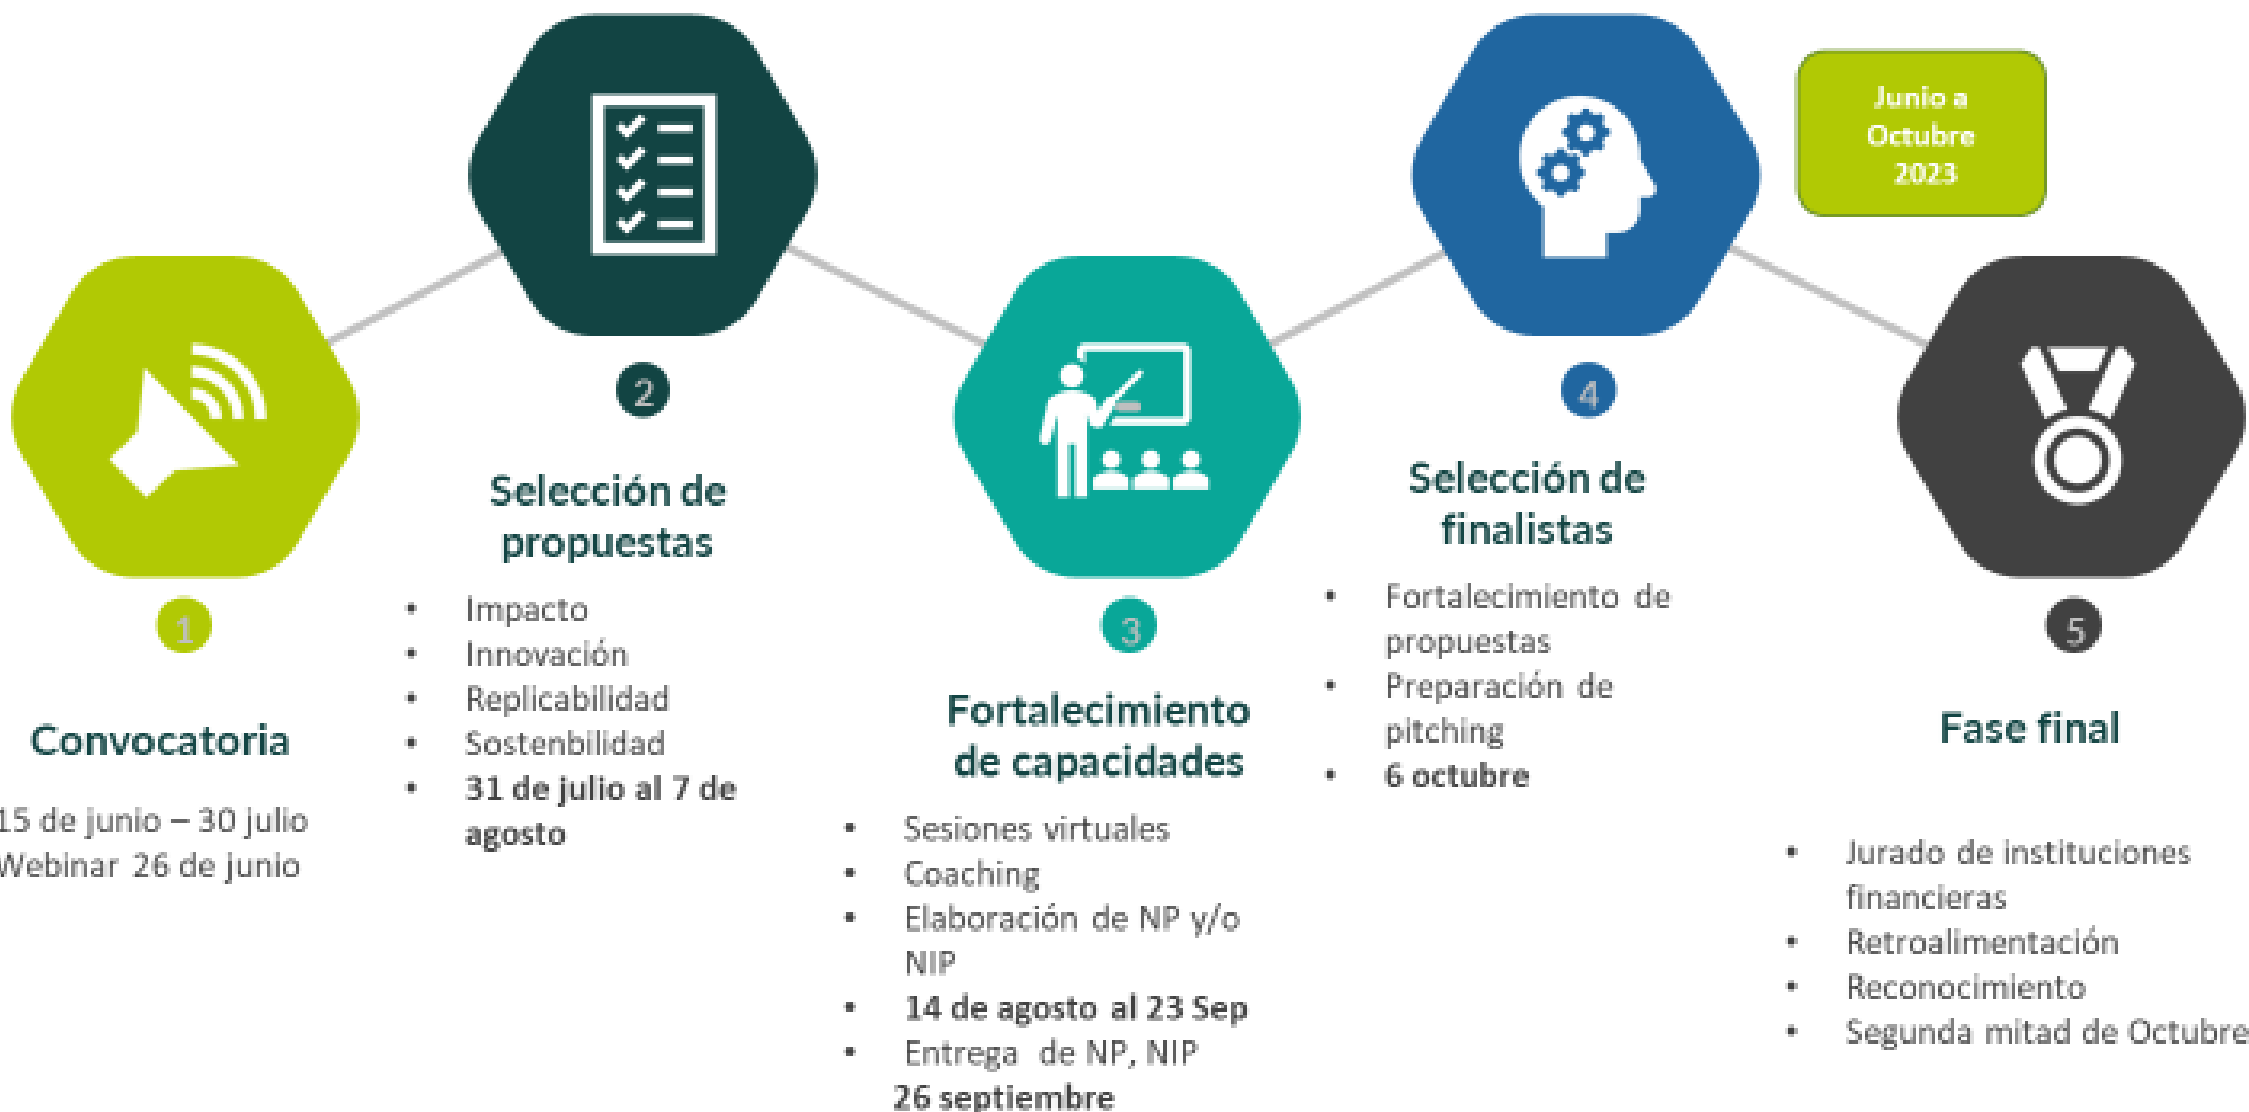 1
Convocatoria
15 de junio – 30 julio
Webinar 26 de junio
2
Selección de
propuestas
• Impacto
• Innovación
• Replicabilidad
• Sostenbilidad
• 31 de julio al 7 de
agosto
3
Fortalecimiento
de capacidades
• Sesiones virtuales
• Coaching
• Elaboración de NP y/o
NIP
• 14 de agosto al 23 Sep
• Entrega de NP, NIP
26 septiembre
4
Selección de
finalistas
• Fortalecimiento de
propuestas
• Preparación de
pitching
• 6 octubre
Junio a
Octubre
2023
5
Fase final
• Jurado de instituciones
financieras
• Retroalimentación
• Reconocimiento
• Segunda mitad de Octubre